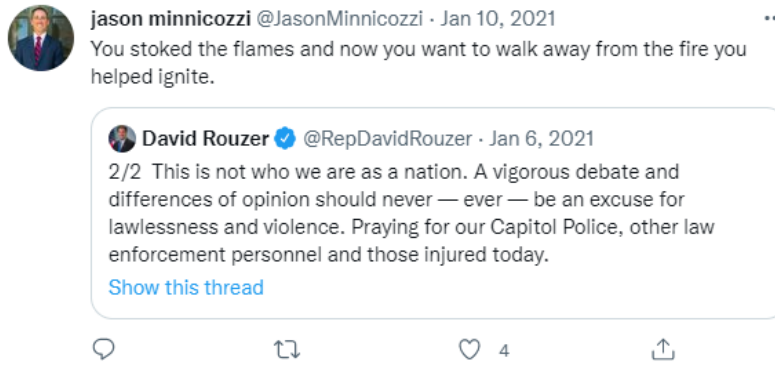 jason minnicozzi @JasonMinnicozzi · Jan 10, 2021
You stoked the flames and now you want to walk away from the fire you
helped ignite.
David Rouzer @RepDavidRouzer · Jan 6, 2021
2/2 This is not who we are as a nation. A vigorous debate and
differences of opinion should never — ever — be an excuse for
lawlessness and violence. Praying for our Capitol Police, other law
enforcement personnel and those injured today.
Show this thread
4